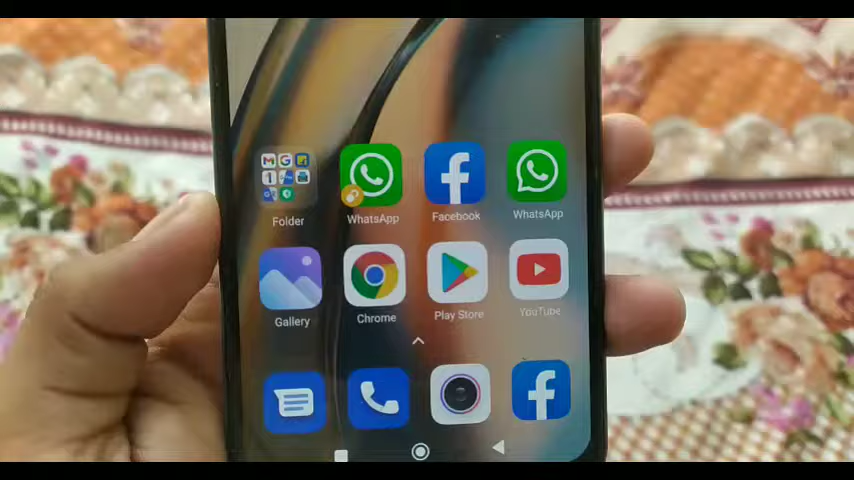 Folder
WhatsApp
Facebook
WhatsApp
Gallery
Chrome
Play Store
YouTube